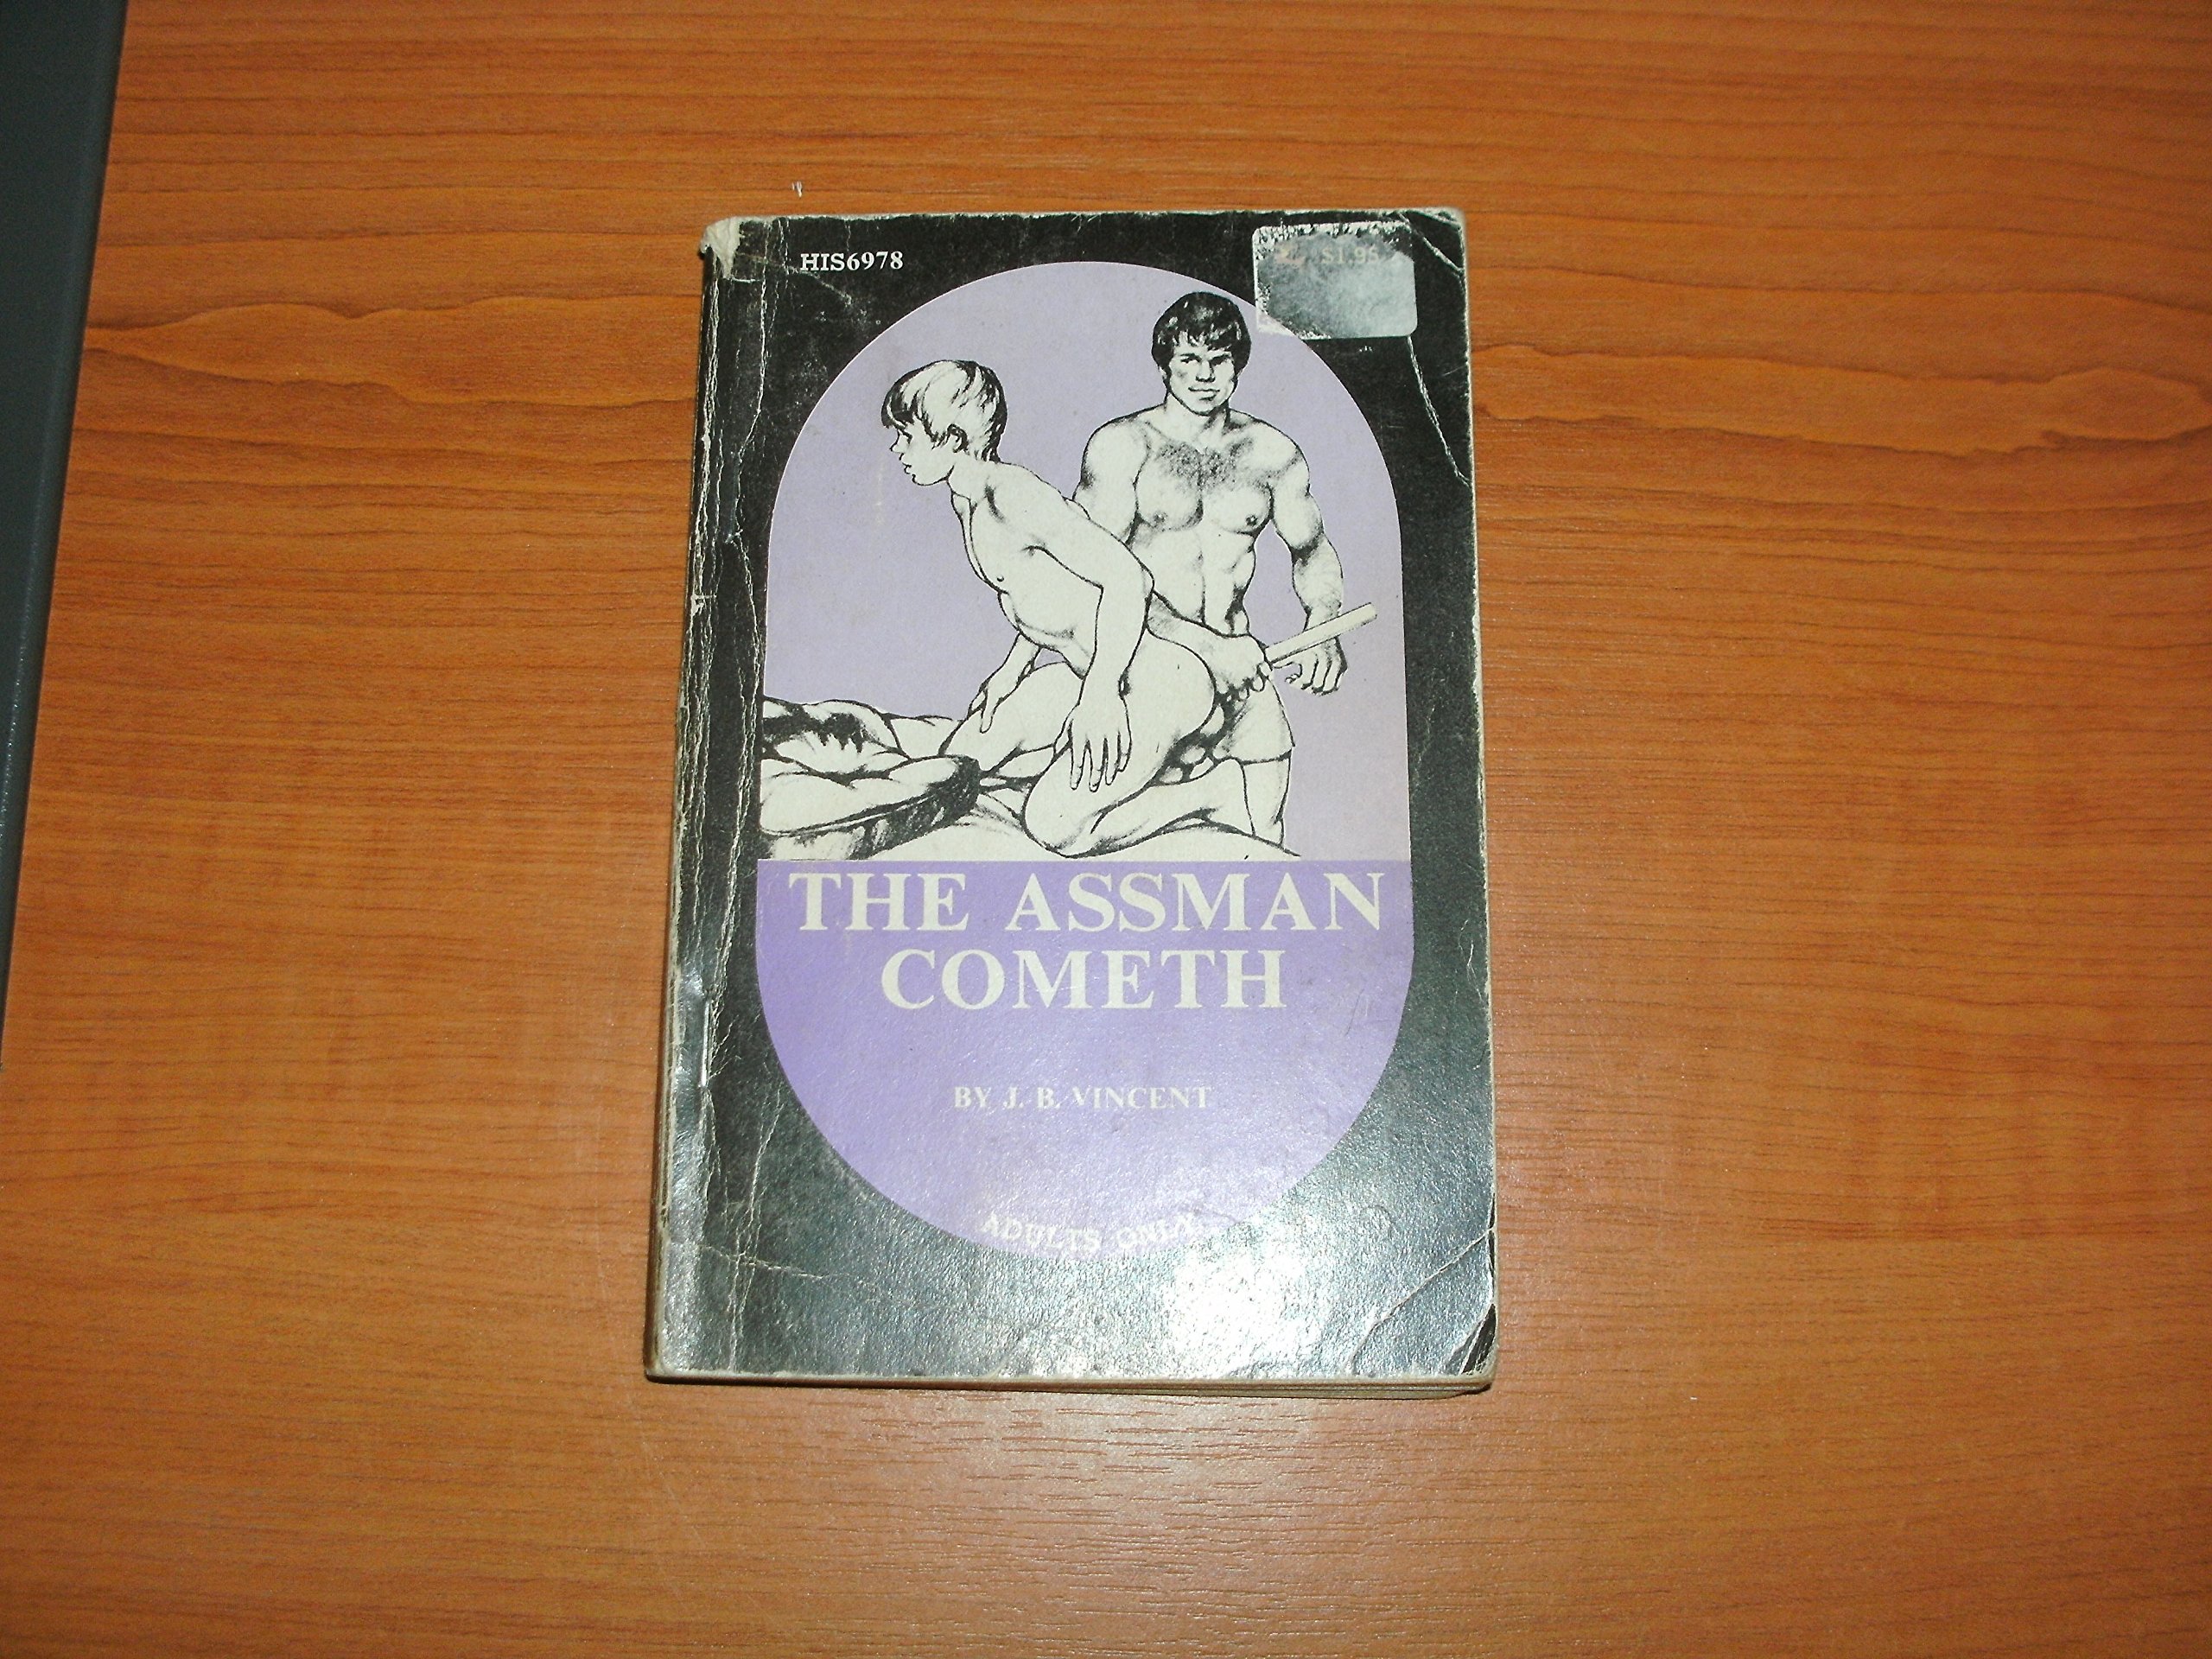 HIS6978
$1.95
THE ASSMAN
COMETH
BY J. B. VINCENT
ADULTS ONLY